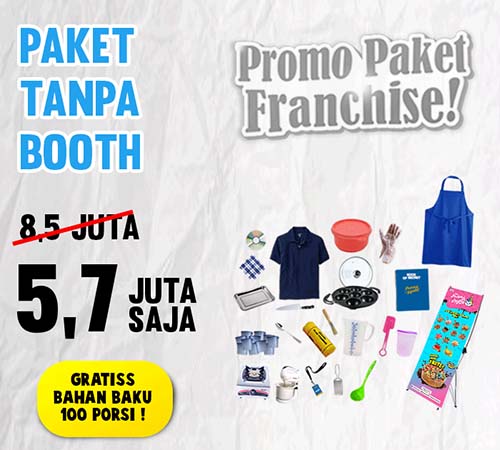 PAKET
TANPA
BOOTH
Promo Paket
Franchise!
8,5 JUTA
5,7 JUTA
SAJA
GRATISS
BAHAN BAKU
100 PORSI !